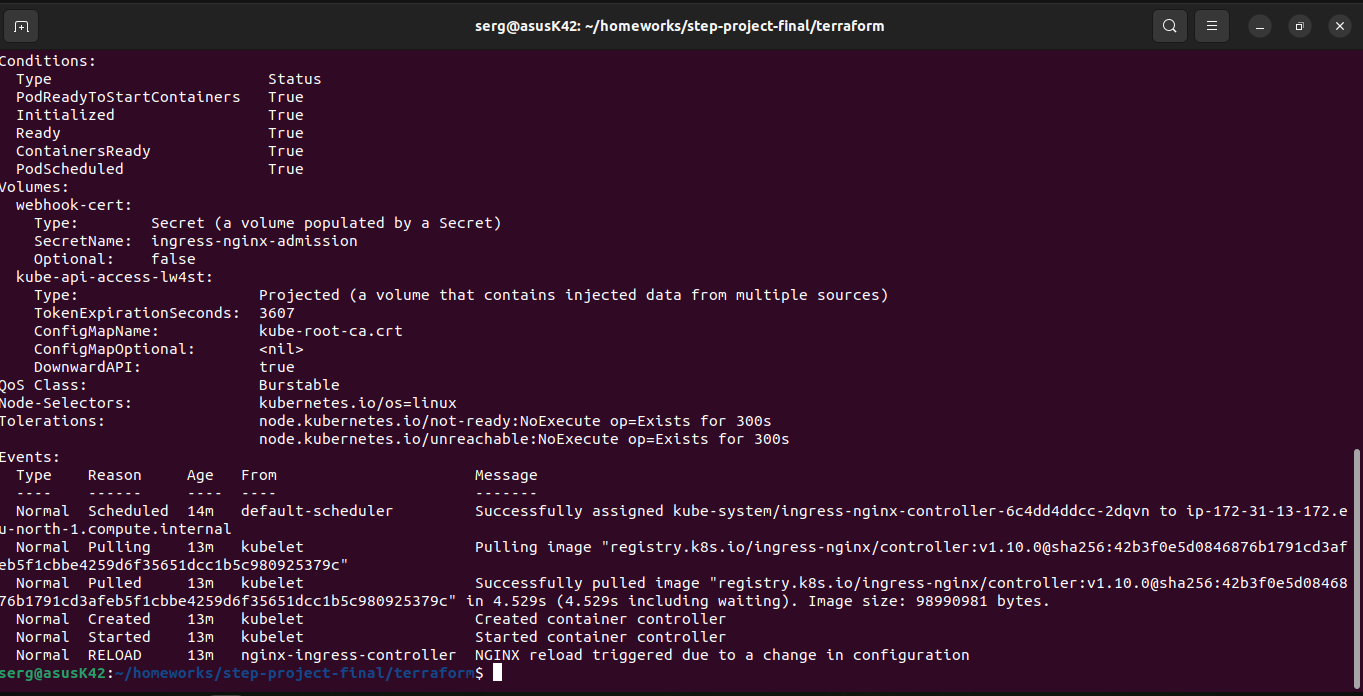 serg@asusK42: ~/homeworks/step-project-final/terraform
Conditions:
  Type                        Status
  PodReadyToStartContainers   True
  Initialized                 True
  Ready                       True
  ContainersReady             True
  PodScheduled                True
Volumes:
  webhook-cert:
    Type:        Secret (a volume populated by a Secret)
    SecretName:  ingress-nginx-admission
    Optional:    false
  kube-api-access-lw4st:
    Type:                    Projected (a volume that contains injected data from multiple sources)
    TokenExpirationSeconds:  3607
    ConfigMapName:           kube-root-ca.crt
    ConfigMapOptional:       <nil>
    DownwardAPI:             true
QoS Class:                   Burstable
Node-Selectors:              kubernetes.io/os=linux
Tolerations:                 node.kubernetes.io/not-ready:NoExecute op=Exists for 300s
                             node.kubernetes.io/unreachable:NoExecute op=Exists for 300s
Events:
  Type    Reason     Age   From                      Message
  ----    ------     ----  ----                      -------
  Normal  Scheduled  14m   default-scheduler         Successfully assigned kube-system/ingress-nginx-controller-6c4dd4ddcc-2dqvn to ip-172-31-13-172.e
u-north-1.compute.internal
  Normal  Pulling    13m   kubelet                   Pulling image "registry.k8s.io/ingress-nginx/controller:v1.10.0@sha256:42b3f0e5d0846876b1791cd3af
eb5f1cbbe4259d6f35651dcc1b5c980925379c"
  Normal  Pulled     13m   kubelet                   Successfully pulled image "registry.k8s.io/ingress-nginx/controller:v1.10.0@sha256:42b3f0e5d08468
76b1791cd3afeb5f1cbbe4259d6f35651dcc1b5c980925379c" in 4.529s (4.529s including waiting). Image size: 98990981 bytes.
  Normal  Created    13m   kubelet                   Created container controller
  Normal  Started    13m   kubelet                   Started container controller
  Normal  RELOAD     13m   nginx-ingress-controller  NGINX reload triggered due to a change in configuration
serg@asusK42:~/homeworks/step-project-final/terraform$